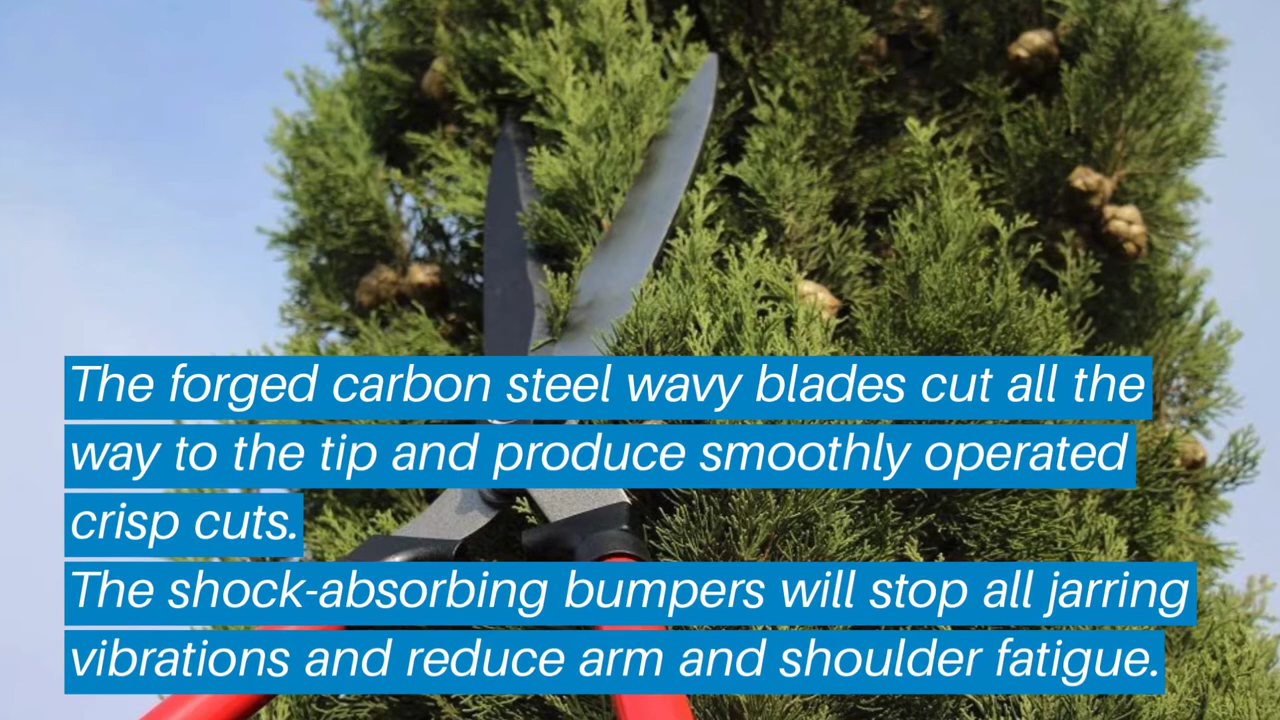 The forged carbon steel wavy blades cut all the
way to the tip and produce smoothly operated
crisp cuts.
The shock-absorbing bumpers will stop all jarring
vibrations and reduce arm and shoulder fatigue.